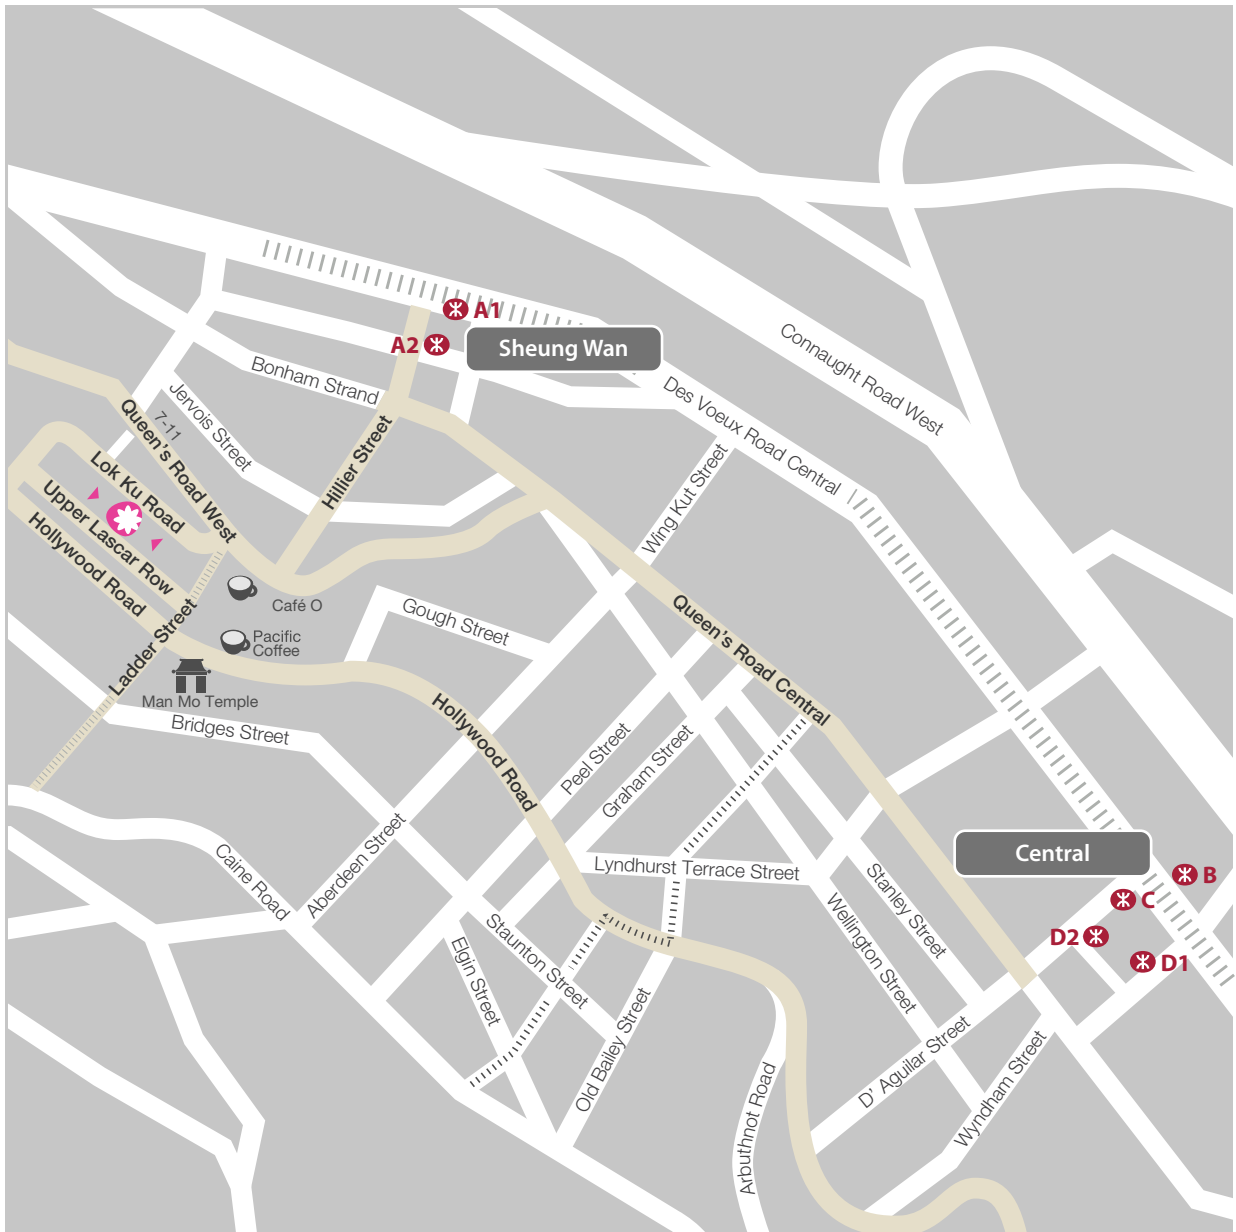 A1
A2
Sheung Wan
Connaught Road West
Des Voeux Road Central
Bonham Strand
Jervois Street
7-11
Queen's Road West
Hillier Street
Lok Ku Road
Upper Lascar Row
Hollywood Road
Wing Kut Street
Ladder Street
Café O
Gough Street
Pacific
Coffee
Man Mo Temple
Bridges Street
Queen's Road Central
Hollywood Road
Peel Street
Graham Street
Caine Road
Aberdeen Street
Lyndhurst Terrace Street
Stanley Street
Wellington Street
Central
B
C
D2
D1
Staunton Street
Elgin Street
Old Bailey Street
Arbuthnot Road
D' Aguilar Street
Wyndham Street